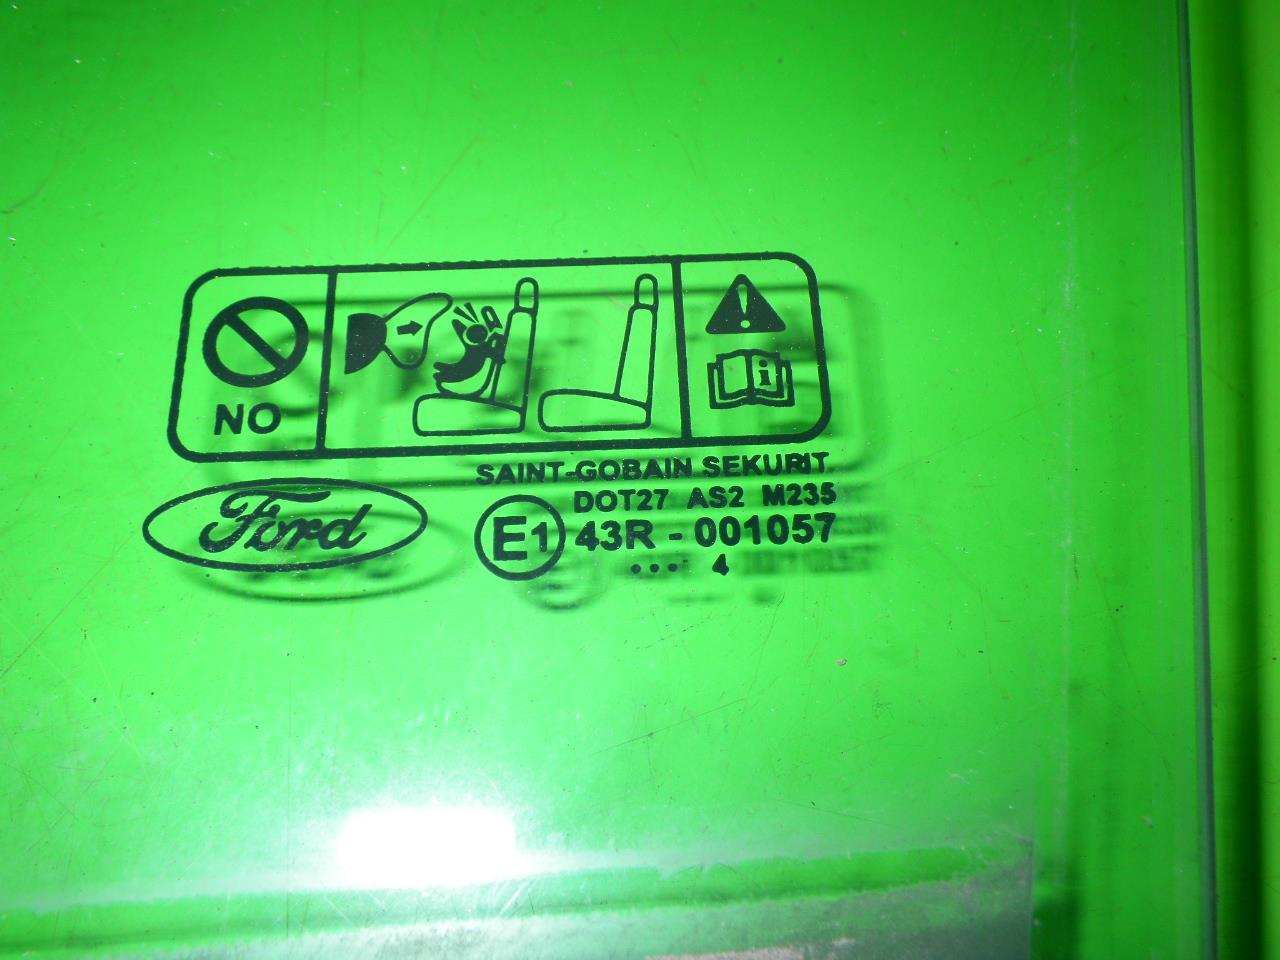 NO
SAINT-GOBAIN SEKURIT
DOT27 AS2 M235
Ford
E1 43R - 001057
.... 4